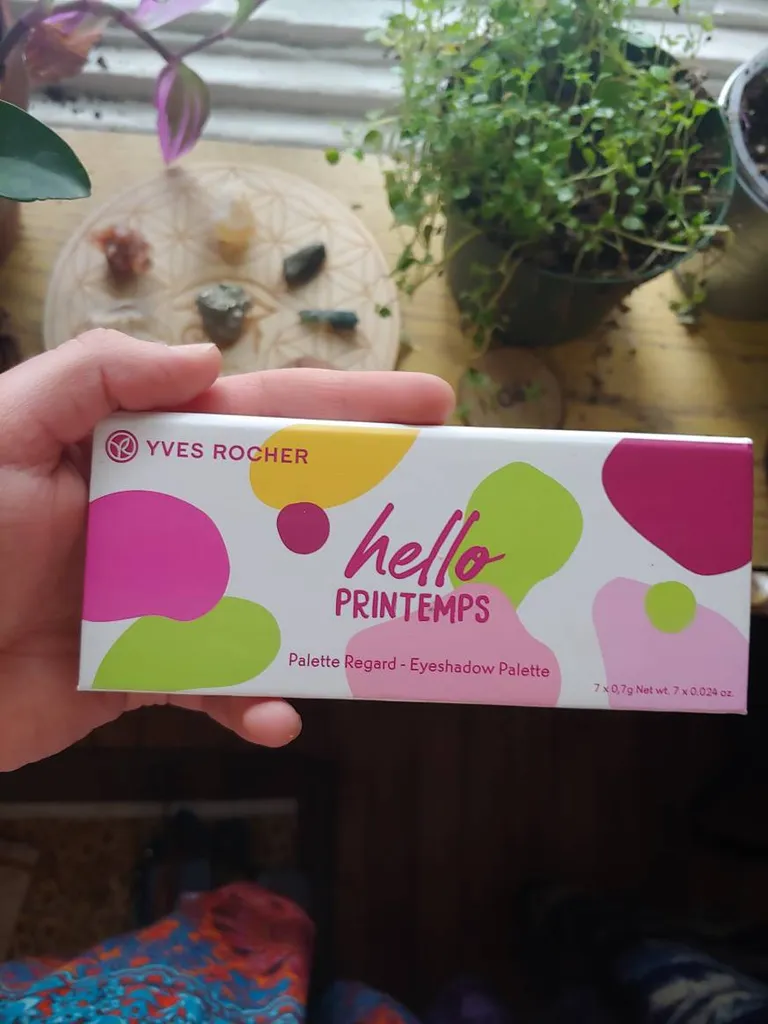 YVES ROCHER
hello
PRINTEMPS
Palette Regard - Eyeshadow Palette
7 x 0,7g Net wt. 7 x 0.024 oz.